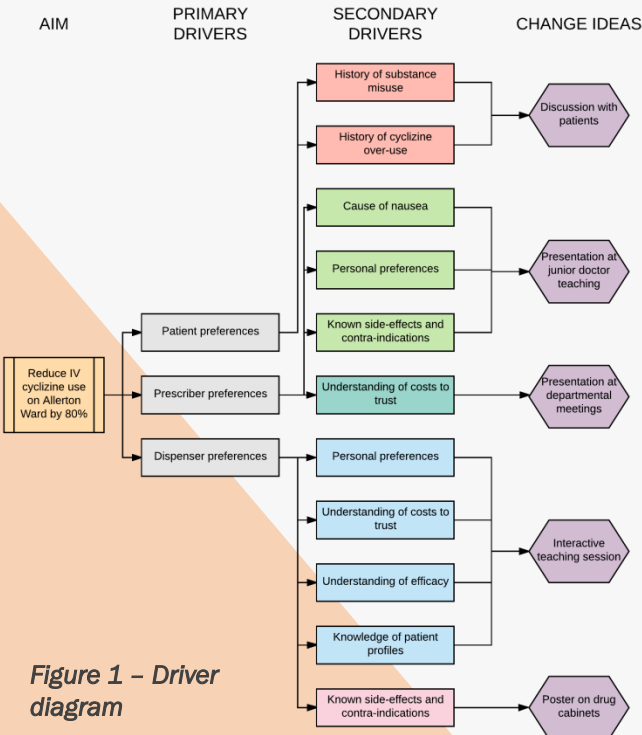 AIM
PRIMARY
DRIVERS
SECONDARY
DRIVERS
CHANGE IDEAS
Reduce IV
cyclizine use
on Allerton
Ward by 80%
Patient preferences
Prescriber preferences
Dispenser preferences
History of substance
misuse
History of cyclizine
over-use
Cause of nausea
Personal preferences
Known side-effects and
contra-indications
Understanding of costs to
trust
Personal preferences
Understanding of costs to
trust
Understanding of efficacy
Knowledge of patient
profiles
Known side-effects and
contra-indications
Discussion with
patients
Presentation at
junior doctor
teaching
Presentation at
departmental
meetings
Interactive
teaching session
Poster on drug
cabinets
Figure 1 – Driver
diagram